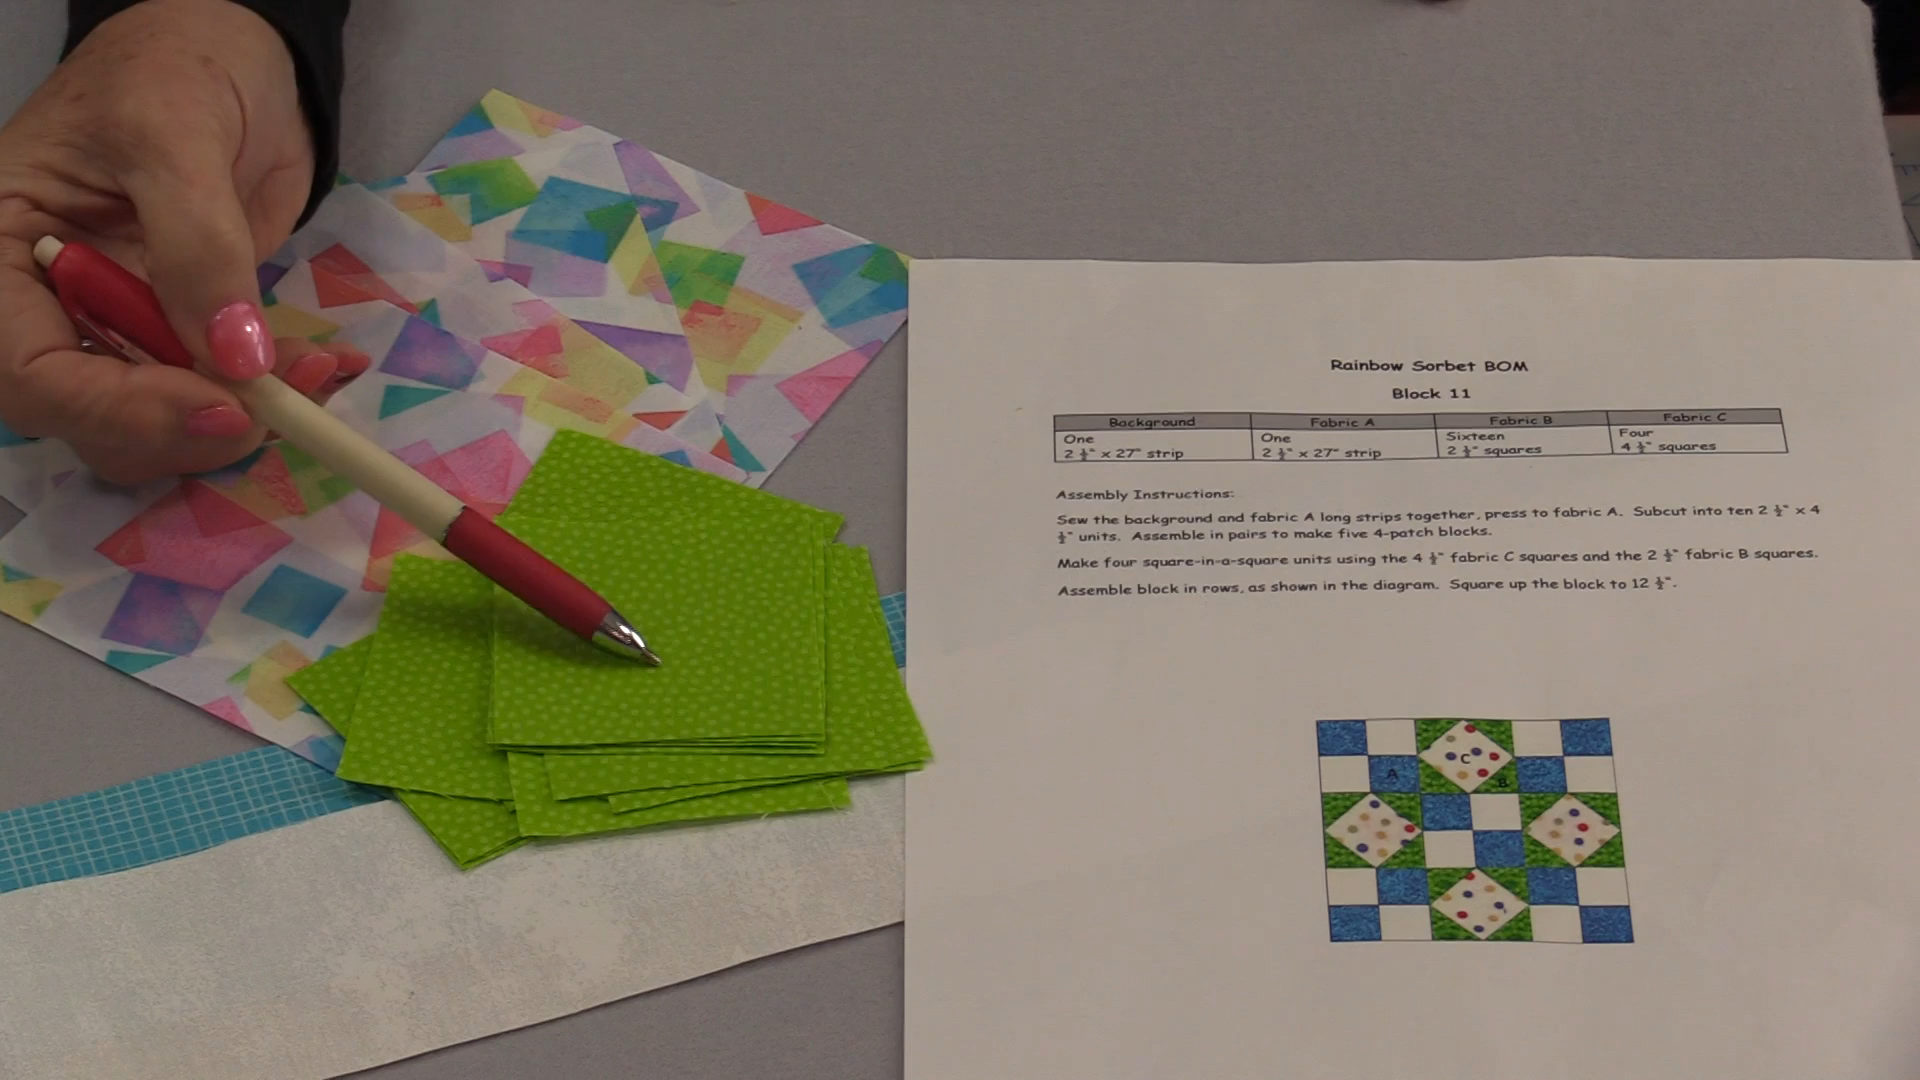 Rainbow Sorbet BOM
Block 11
Background Fabric A Fabric B Fabric C
One One Sixteen Four
2 ½" x 27" strip 2 ½" x 27" strip 2 ½" squares 4 ½" squares
Assembly Instructions:
Sew the background and fabric A long strips together, press to fabric A. Subcut into ten 2 ½" x 4
½" units. Assemble in pairs to make five 4-patch blocks.
Make four square-in-a-square units using the 4 ½" fabric C squares and the 2 ½" fabric B squares.
Assemble block in rows, as shown in the diagram. Square up the block to 12 ½".
C
A
B